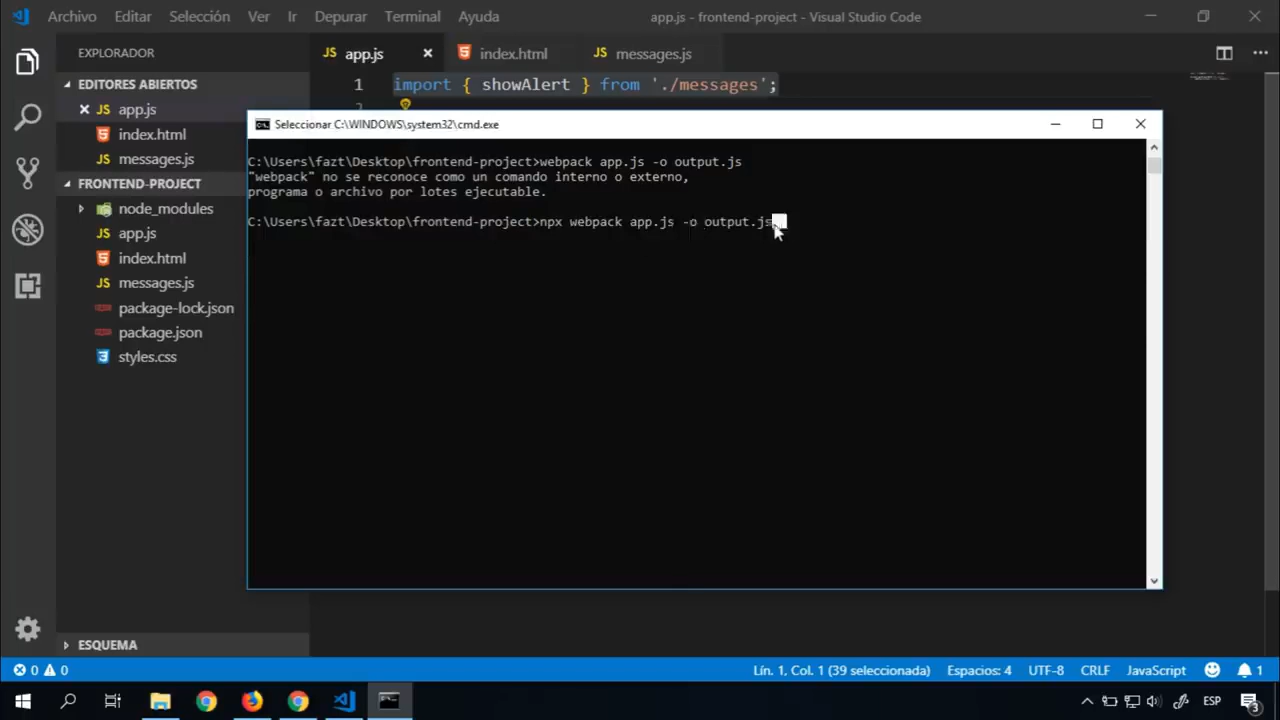 Archivo Editar Selección Ver Ir Depurar Terminal Ayuda app.js - frontend-project - Visual Studio Code
EXPLORADOR
JS app.js
index.html
JS messages.js
EDITORES ABIERTOS
JS app.js
index.html
JS messages.js
FRONTEND-PROJECT
node_modules
JS app.js
index.html
JS messages.js
package-lock.json
package.json
styles.css
ESQUEMA
1 import { showAlert } from './messages';
2
Seleccionar C:\WINDOWS\system32\cmd.exe
C:\Users\fazt\Desktop\frontend-project>webpack app.js -o output.js
"webpack" no se reconoce como un comando interno o externo,
programa o archivo por lotes ejecutable.
C:\Users\fazt\Desktop\frontend-project>npx webpack app.js -o output.js
0 0 Lín. 1, Col. 1 (39 seleccionada) Espacios: 4 UTF-8 CRLF JavaScript 1
ESP 3